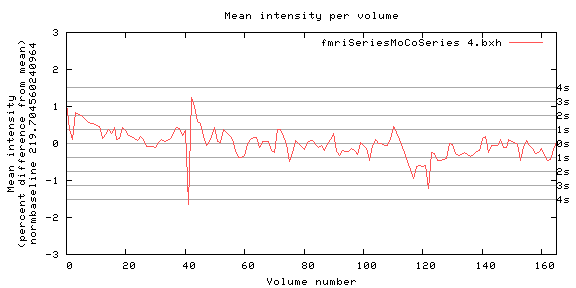 Mean intensity per volume
fmriSeriesMoCoSeries 4.bxh
Mean intensity
(percent difference from mean)
normbaseline 219.704560240964
3
2
1
0
-1
-2
-3
4s
3s
2s
1s
0s
1s
2s
3s
4s
0 20 40 60 80 100 120 140 160
Volume number